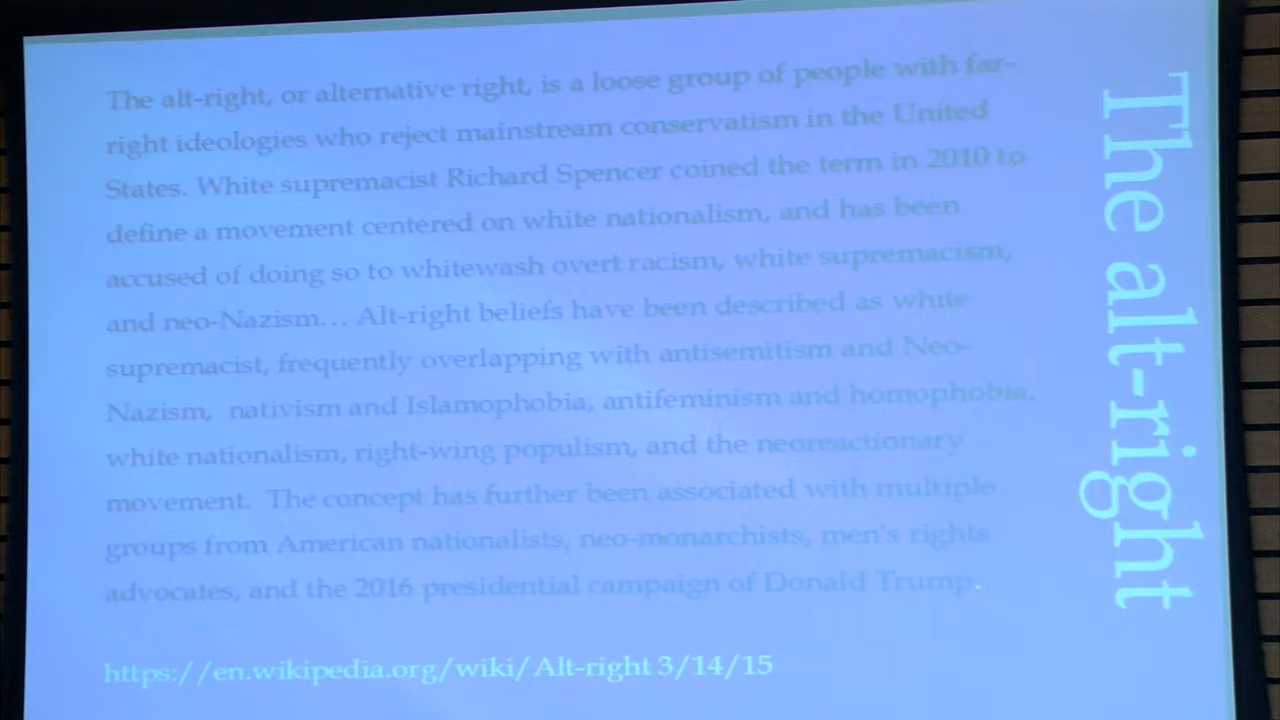 The alt-right, or alternative right, is a loose group of people with far-
right ideologies who reject mainstream conservatism in the United
States. White supremacist Richard Spencer coined the term in 2010 to
define a movement centered on white nationalism, and has been
accused of doing so to whitewash overt racism, white supremacism,
and neo-Nazism... Alt-right beliefs have been described as white
supremacist, frequently overlapping with antisemitism and Neo-
Nazism, nativism and Islamophobia, antifeminism and homophobia,
white nationalism, right-wing populism, and the neoreactionary
movement. The concept has further been associated with multiple
groups from American nationalists, neo-monarchists, men's rights
advocates, and the 2016 presidential campaign of Donald Trump.
https://en.wikipedia.org/wiki/Alt-right 3/14/15
The alt-right